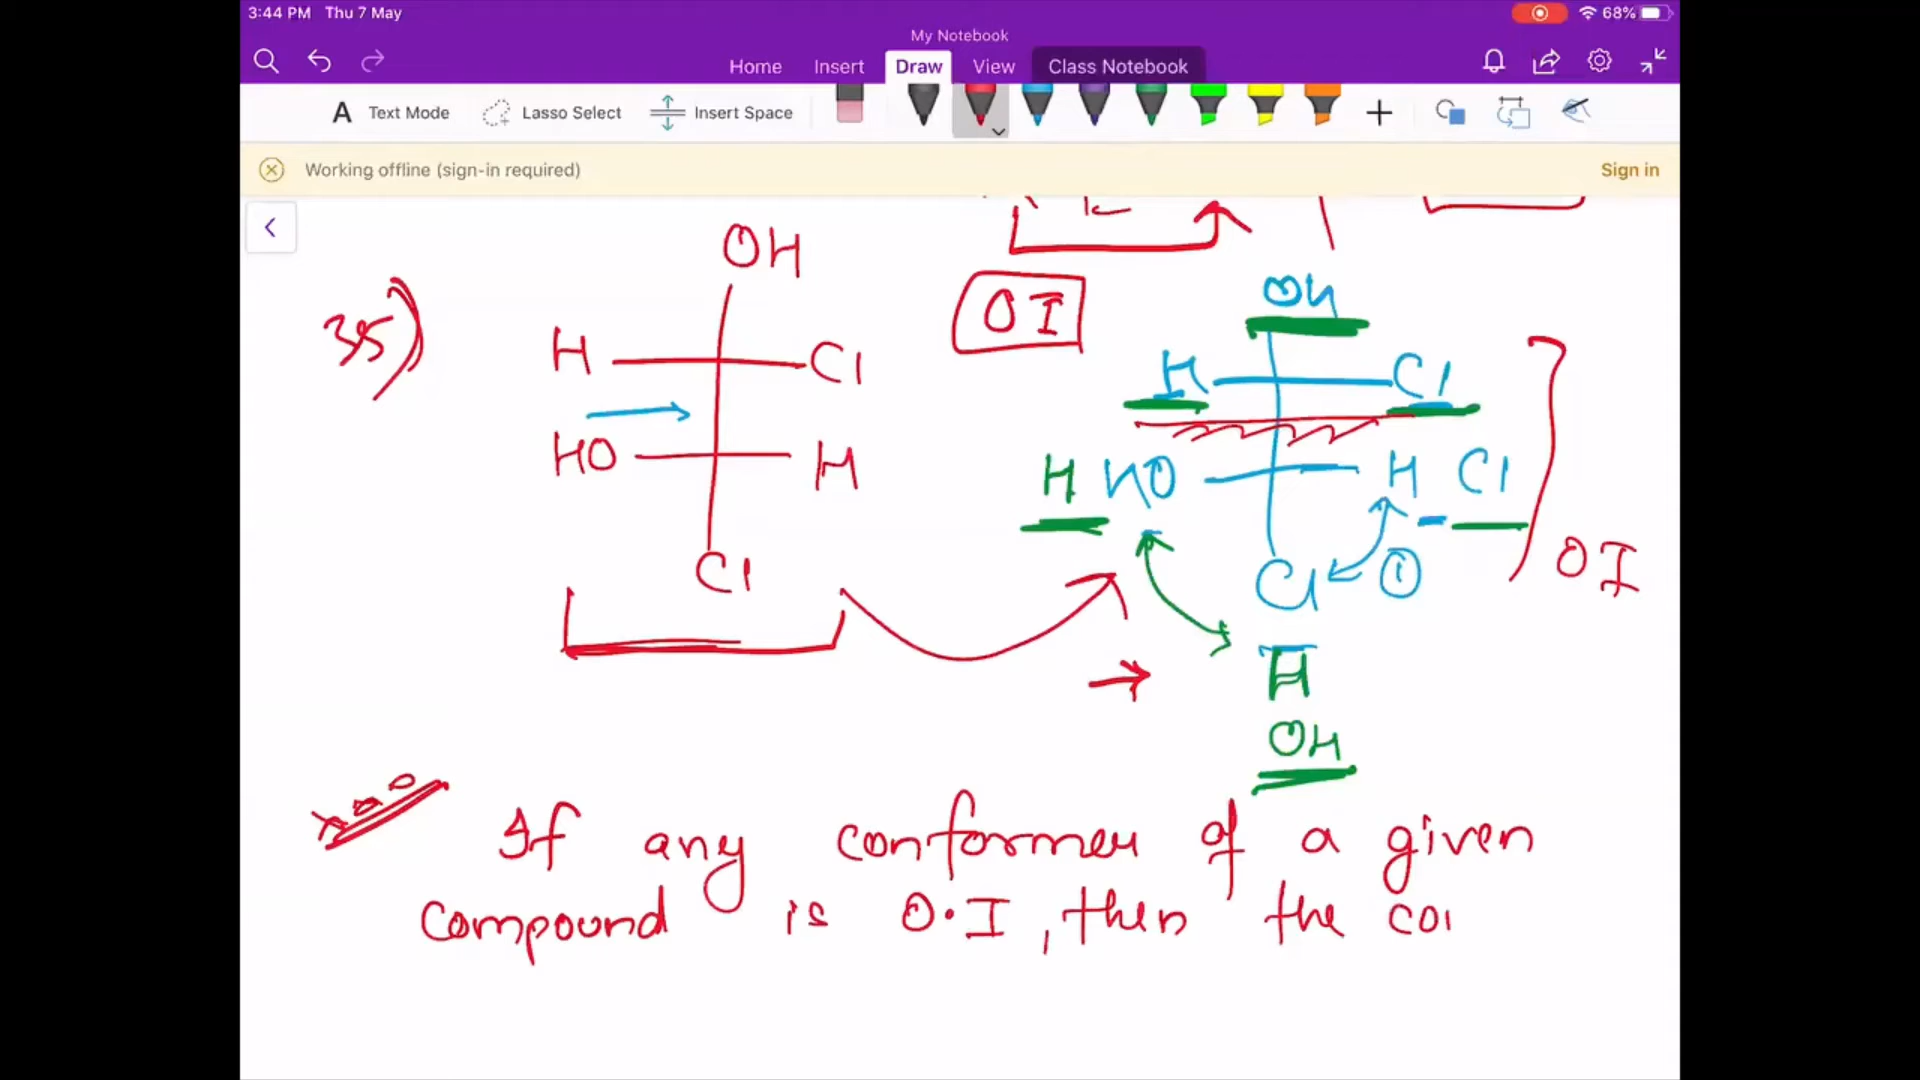 3:44 PM Thu 7 May
68%
My Notebook
Home Insert Draw View Class Notebook
Text Mode Lasso Select Insert Space
Working offline (sign-in required) Sign in
35)
OH
H Cl
HO H
Cl
OI
OH
H Cl
H HO H Cl
Cl 1
OI
H
OH
If any conformer of a given
compound is O.I, then the co